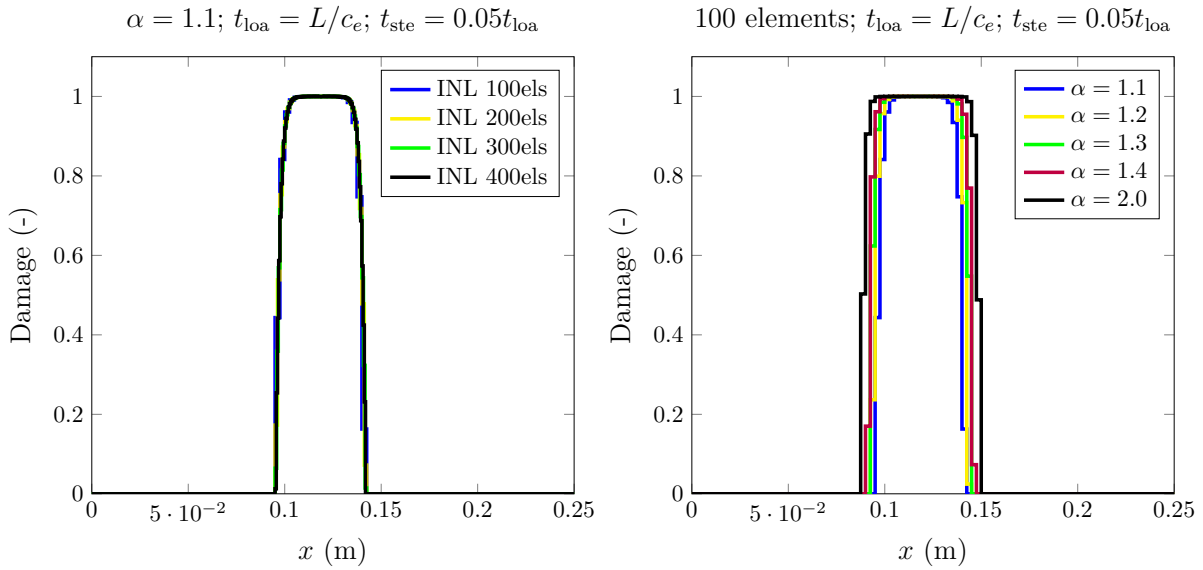 α = 1.1; t_loa = L/c_e; t_ste = 0.05t_loa
1
0.8
0.6
0.4
0.2
0
Damage (-)
INL 100els
INL 200els
INL 300els
INL 400els
0 5 · 10⁻² 0.1 0.15 0.2 0.25
x (m)
100 elements; t_loa = L/c_e; t_ste = 0.05t_loa
1
0.8
0.6
0.4
0.2
0
Damage (-)
α = 1.1
α = 1.2
α = 1.3
α = 1.4
α = 2.0
0 5 · 10⁻² 0.1 0.15 0.2 0.25
x (m)